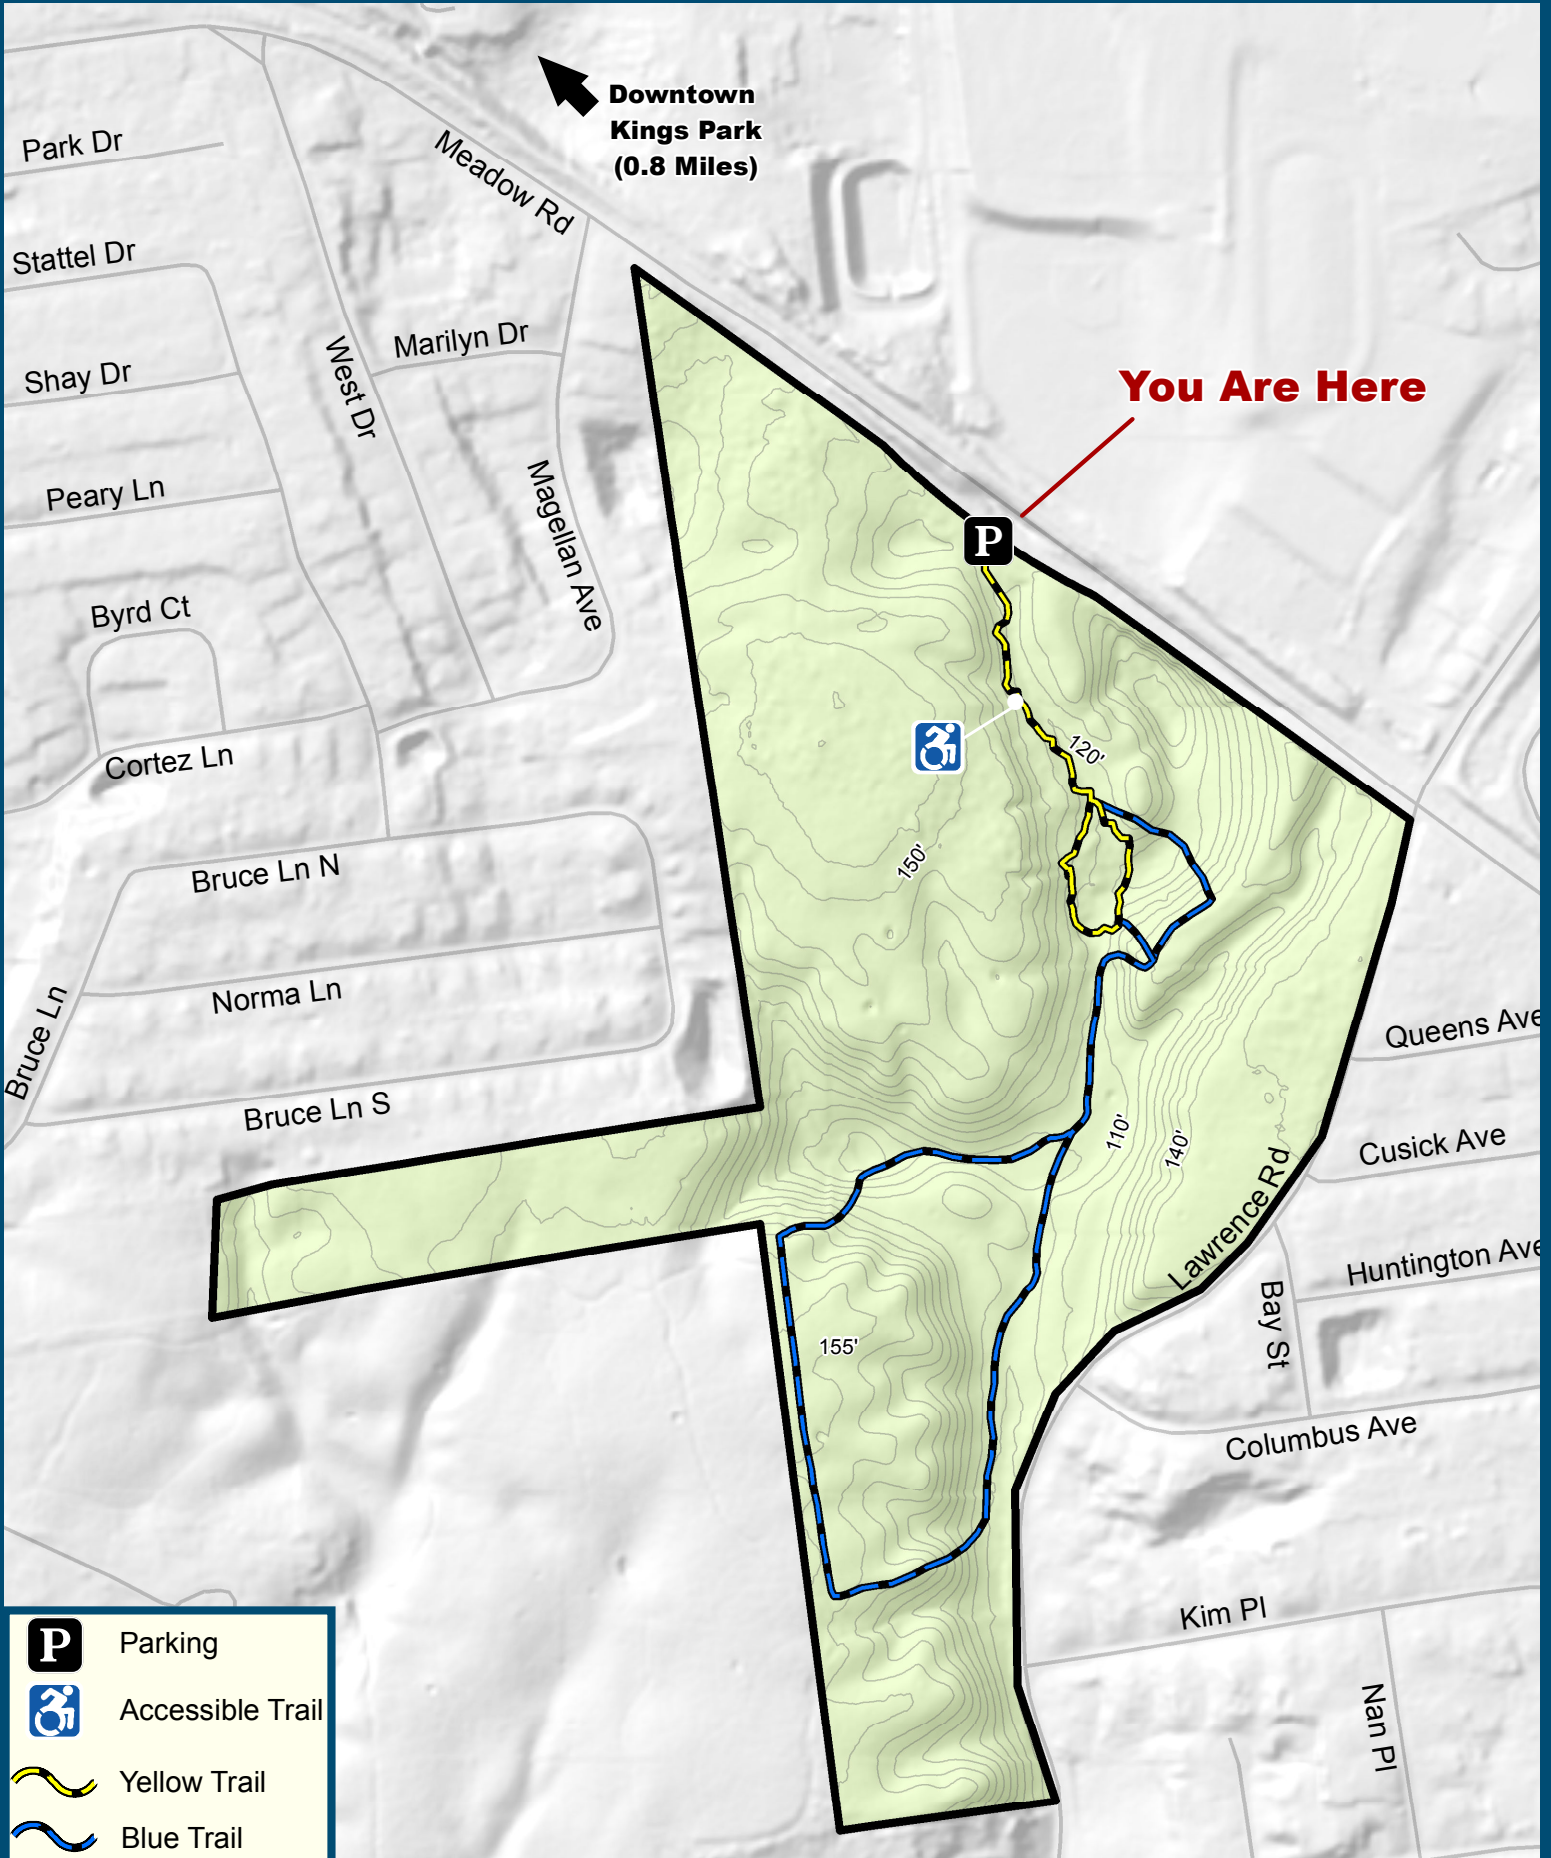 Downtown
Kings Park
(0.8 Miles)
Park Dr
Meadow Rd
Stattel Dr
Marilyn Dr
West Dr
Shay Dr
You Are Here
Peary Ln
Magellan Ave
P
Byrd Ct
120'
Cortez Ln
150'
Bruce Ln N
Norma Ln
Bruce Ln
Queens Ave
Bruce Ln S
110'
140'
Cusick Ave
Lawrence Rd
Huntington Ave
Bay St
155'
Columbus Ave
Kim Pl
Nan Pl
P Parking
Accessible Trail
Yellow Trail
Blue Trail